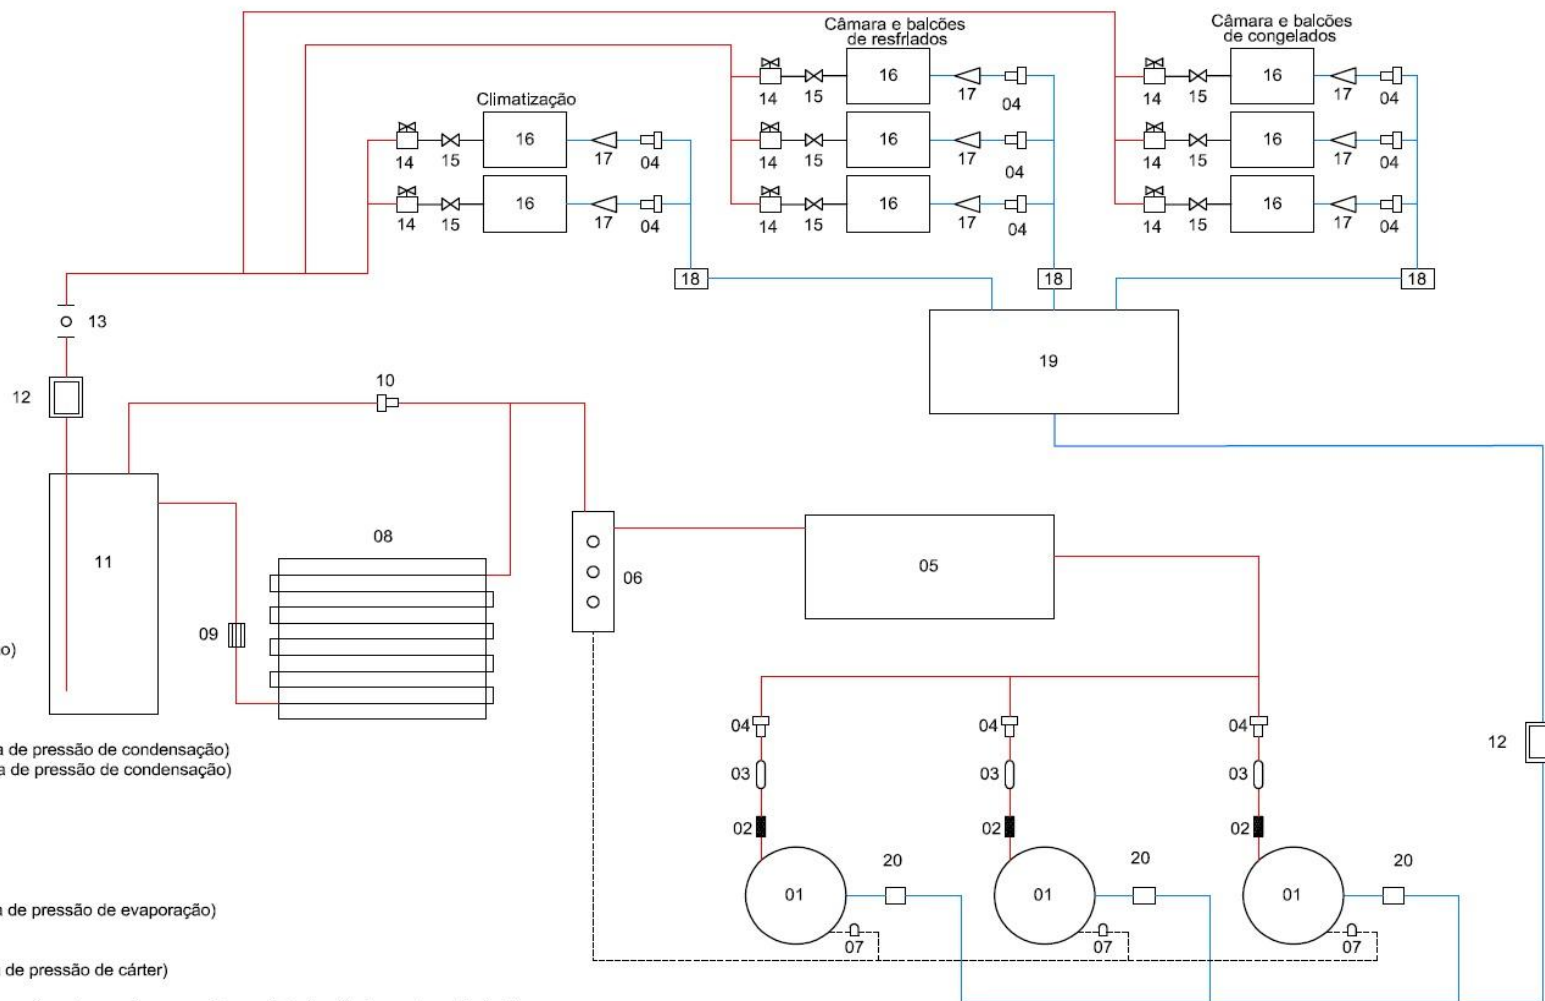 Câmara e balcões
de resfriados
Câmara e balcões
de congelados
Climatização
16 16
14 15 17 04 14 15 17 04
16 16 16
14 15 17 04 14 15 17 04 14 15 17 04
16 16 16
14 15 17 04 14 15 17 04 14 15 17 04
18 18 18
13
19
12 10
08
11 05
06
09
o)
04 04 04
12
de pressão de condensação)
de pressão de condensação)
03 03 03
02 02 02
20 20 20
01 01 01
de pressão de evaporação)
07 07 07
de pressão de cárter)